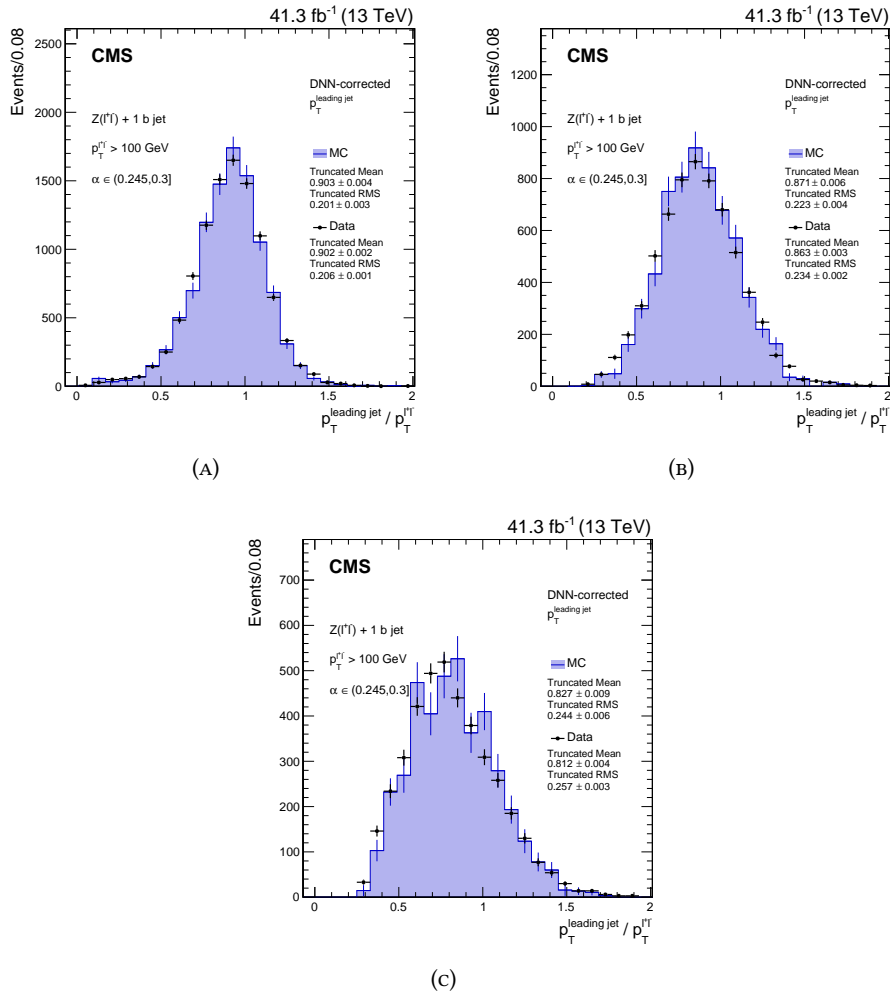 41.3 fb⁻¹ (13 TeV)
Events/0.08
2500
2000
1500
1000
500
0
CMS
Z(l⁺l⁻) + 1 b jet
p_T^{l⁺l⁻} > 100 GeV
α ∈ (0.245,0.3]
DNN-corrected
p_T^{leading jet}
MC
Truncated Mean
0.903 ± 0.004
Truncated RMS
0.201 ± 0.003
Data
Truncated Mean
0.902 ± 0.002
Truncated RMS
0.206 ± 0.001
0 0.5 1 1.5 2
p_T^{leading jet} / p_T^{l⁺l⁻}
(A)
41.3 fb⁻¹ (13 TeV)
Events/0.08
1200
1000
800
600
400
200
0
CMS
Z(l⁺l⁻) + 1 b jet
p_T^{l⁺l⁻} > 100 GeV
α ∈ (0.245,0.3]
DNN-corrected
p_T^{leading jet}
MC
Truncated Mean
0.871 ± 0.006
Truncated RMS
0.223 ± 0.004
Data
Truncated Mean
0.863 ± 0.003
Truncated RMS
0.234 ± 0.002
0 0.5 1 1.5 2
p_T^{leading jet} / p_T^{l⁺l⁻}
(B)
41.3 fb⁻¹ (13 TeV)
Events/0.08
700
600
500
400
300
200
100
0
CMS
Z(l⁺l⁻) + 1 b jet
p_T^{l⁺l⁻} > 100 GeV
α ∈ (0.245,0.3]
DNN-corrected
p_T^{leading jet}
MC
Truncated Mean
0.827 ± 0.009
Truncated RMS
0.244 ± 0.006
Data
Truncated Mean
0.812 ± 0.004
Truncated RMS
0.257 ± 0.003
0 0.5 1 1.5 2
p_T^{leading jet} / p_T^{l⁺l⁻}
(C)